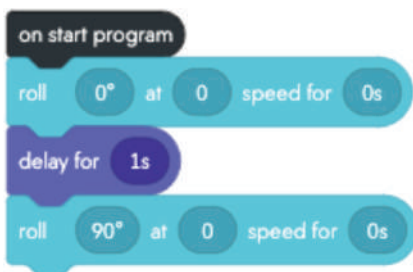 on start program
roll 0° at 0 speed for 0s
delay for 1s
roll 90° at 0 speed for 0s